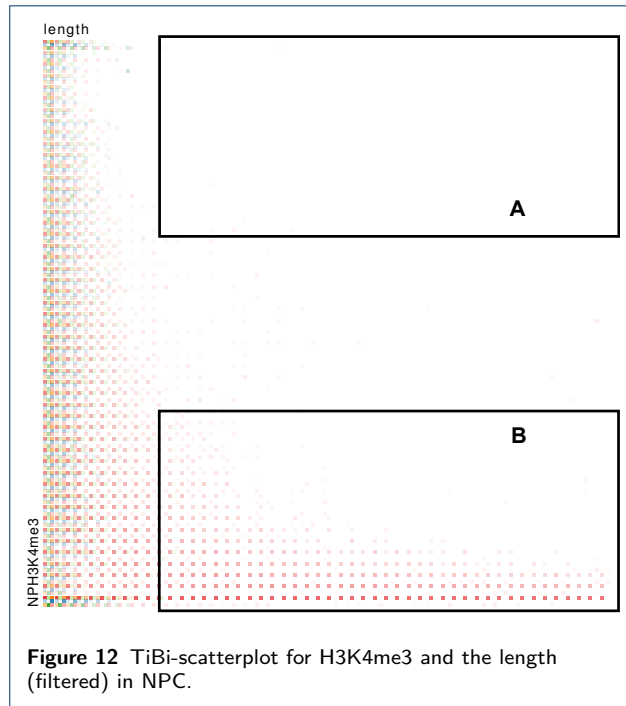 length
A
B
NPH3K4me3
Figure 12 TiBi-scatterplot for H3K4me3 and the length
(filtered) in NPC.